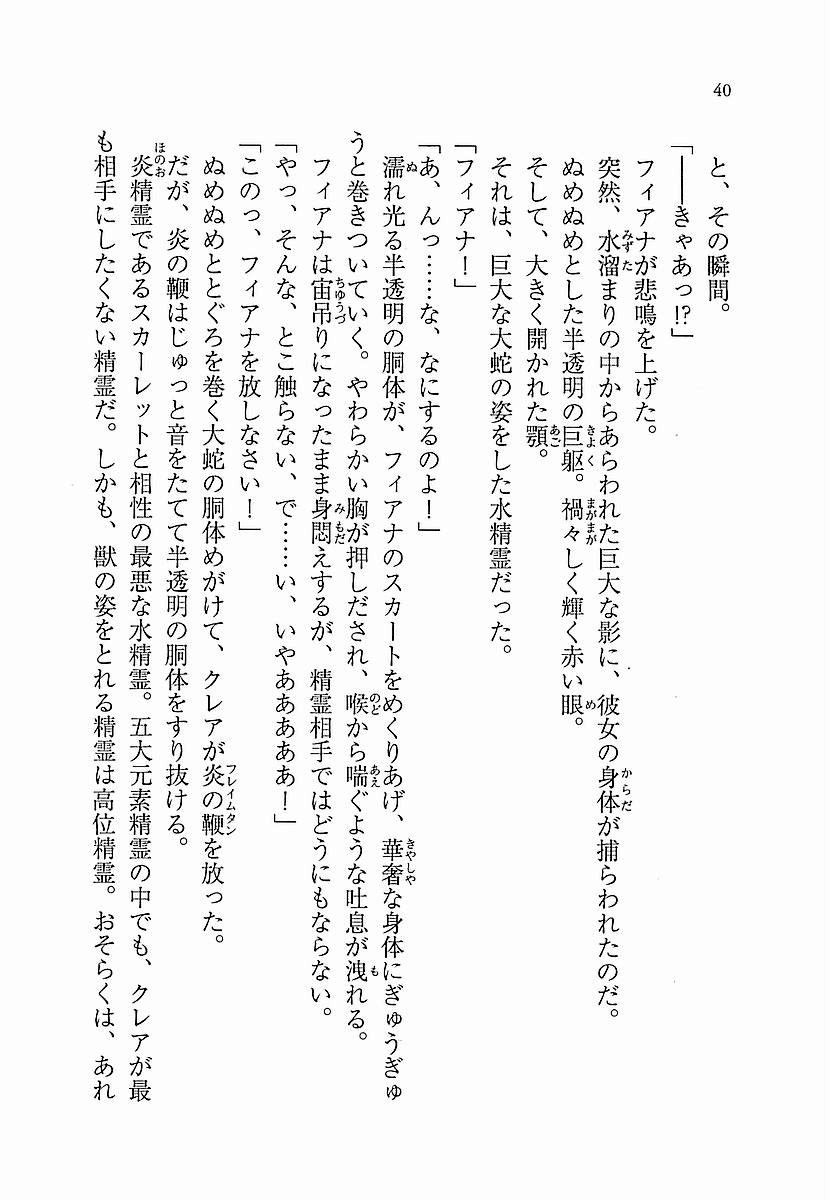 40
と、その瞬間。
「――きゃあっ!?」
フィアナが悲鳴を上げた。
突然、水溜まりの中からあらわれた巨大な影に、彼女の身体が捕らわれたのだ。
ぬめぬめとした半透明の巨躯。禍々しく輝く赤い眼。
そして、大きく開かれた顎。
それは、巨大な大蛇の姿をした水精霊だった。
「フィアナ！」
「あ、んっ……な、なにするのよ！」
濡れ光る半透明の胴体が、フィアナのスカートをめくりあげ、華奢な身体にぎゅうぎゅ
うと巻きついていく。やわらかい胸が押しだされ、喉から喘ぐような吐息が洩れる。
フィアナは宙吊りになったまま身悶えするが、精霊相手ではどうにもならない。
「やっ、そんな、とこ触らない、で……い、いやああああ！」
「このっ、フィアナを放しなさい！」
ぬめぬめととぐろを巻く大蛇の胴体めがけて、クレアが炎の鞭を放った。
だが、炎の鞭はじゅっと音をたてて半透明の胴体をすり抜ける。
炎精霊であるスカーレットと相性の最悪な水精霊。五大元素精霊の中でも、クレアが最
も相手にしたくない精霊だ。しかも、獣の姿をとれる精霊は高位精霊。おそらくは、あれ